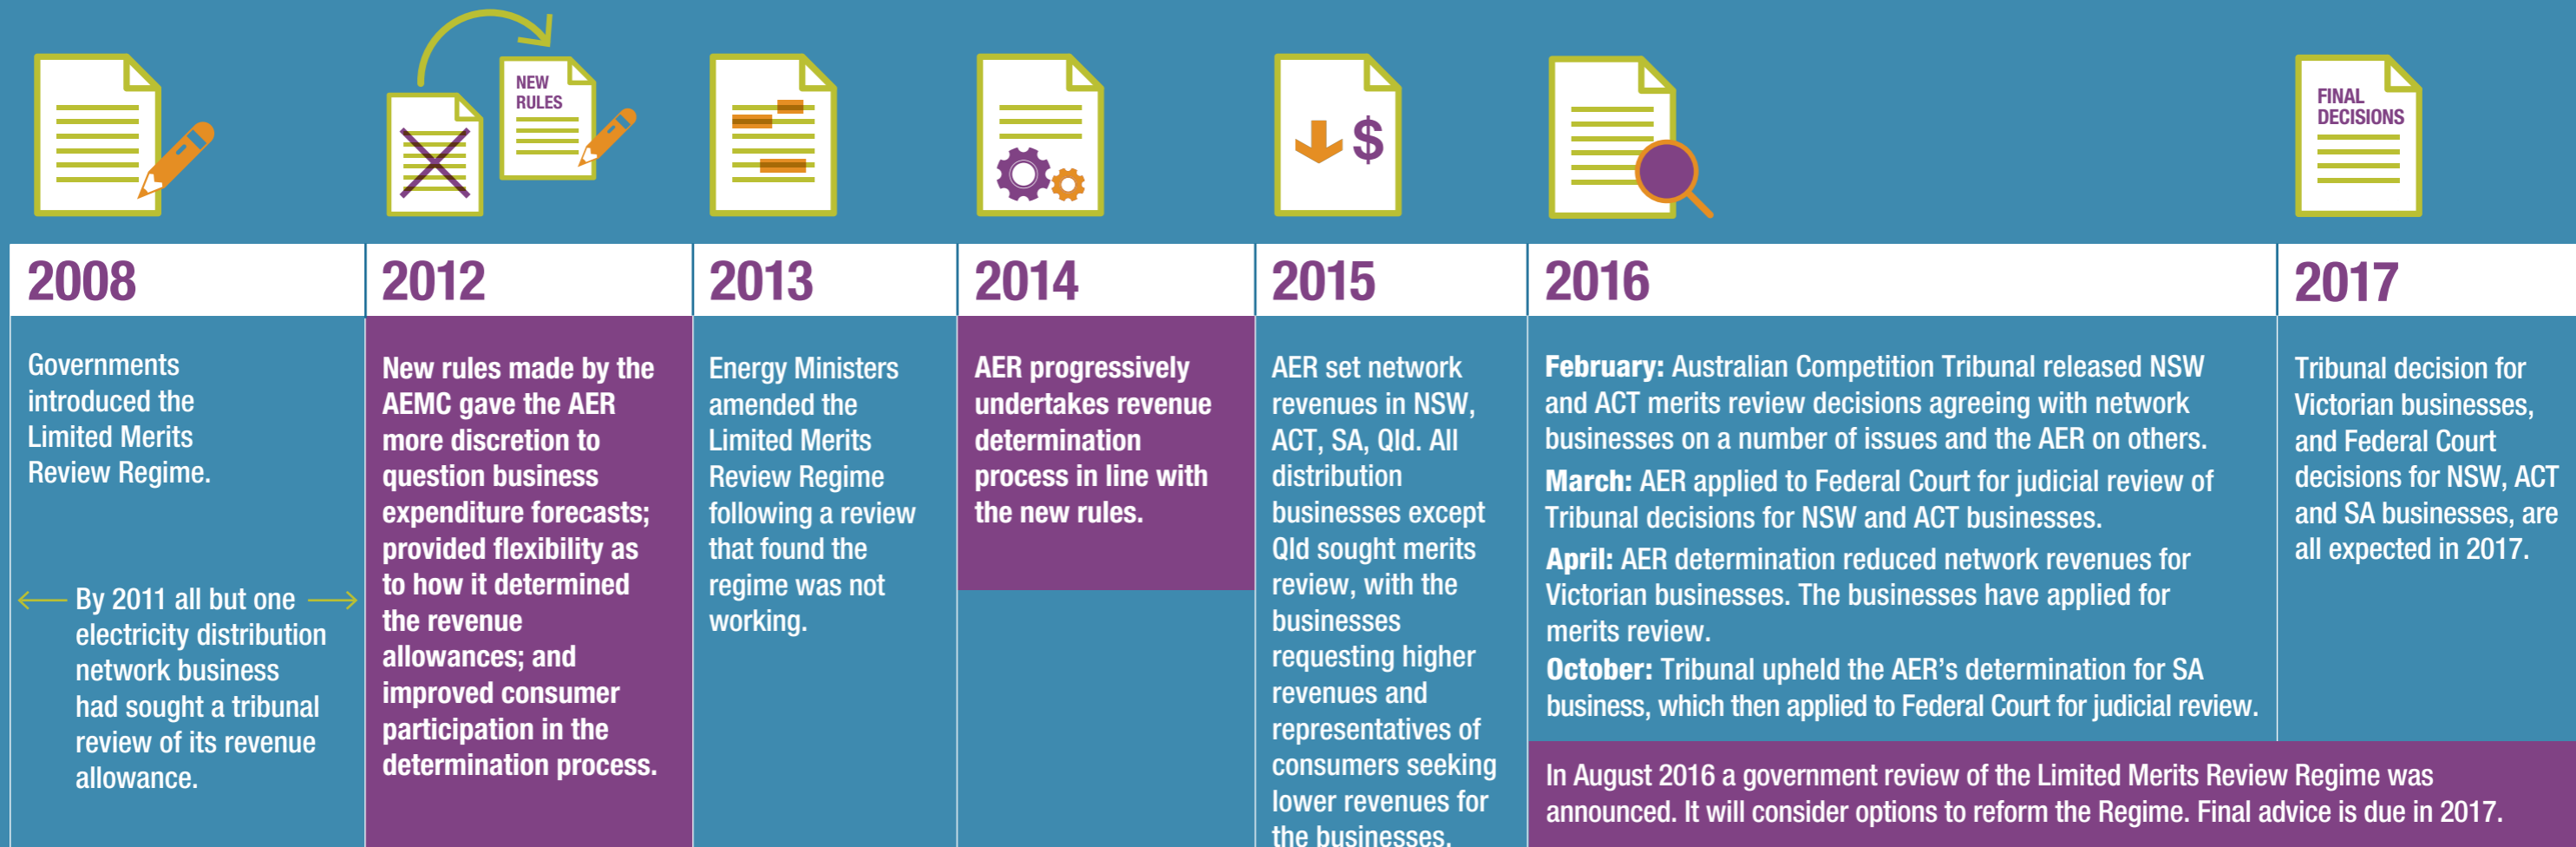 NEW
RULES
FINAL
DECISIONS
2008
Governments
introduced the
Limited Merits
Review Regime.
By 2011 all but one
electricity distribution
network business
had sought a tribunal
review of its revenue
allowance.
2012
New rules made by the
AEMC gave the AER
more discretion to
question business
expenditure forecasts;
provided flexibility as
to how it determined
the revenue
allowances; and
improved consumer
participation in the
determination process.
2013
Energy Ministers
amended the
Limited Merits
Review Regime
following a review
that found the
regime was not
working.
2014
AER progressively
undertakes revenue
determination
process in line with
the new rules.
2015
AER set network
revenues in NSW,
ACT, SA, Qld. All
distribution
businesses except
Qld sought merits
review, with the
businesses
requesting higher
revenues and
representatives of
consumers seeking
lower revenues for
the businesses.
2016
February: Australian Competition Tribunal released NSW
and ACT merits review decisions agreeing with network
businesses on a number of issues and the AER on others.
March: AER applied to Federal Court for judicial review of
Tribunal decisions for NSW and ACT businesses.
April: AER determination reduced network revenues for
Victorian businesses. The businesses have applied for
merits review.
October: Tribunal upheld the AER's determination for SA
business, which then applied to Federal Court for judicial review.
2017
Tribunal decision for
Victorian businesses,
and Federal Court
decisions for NSW, ACT
and SA businesses, are
all expected in 2017.
In August 2016 a government review of the Limited Merits Review Regime was
announced. It will consider options to reform the Regime. Final advice is due in 2017.